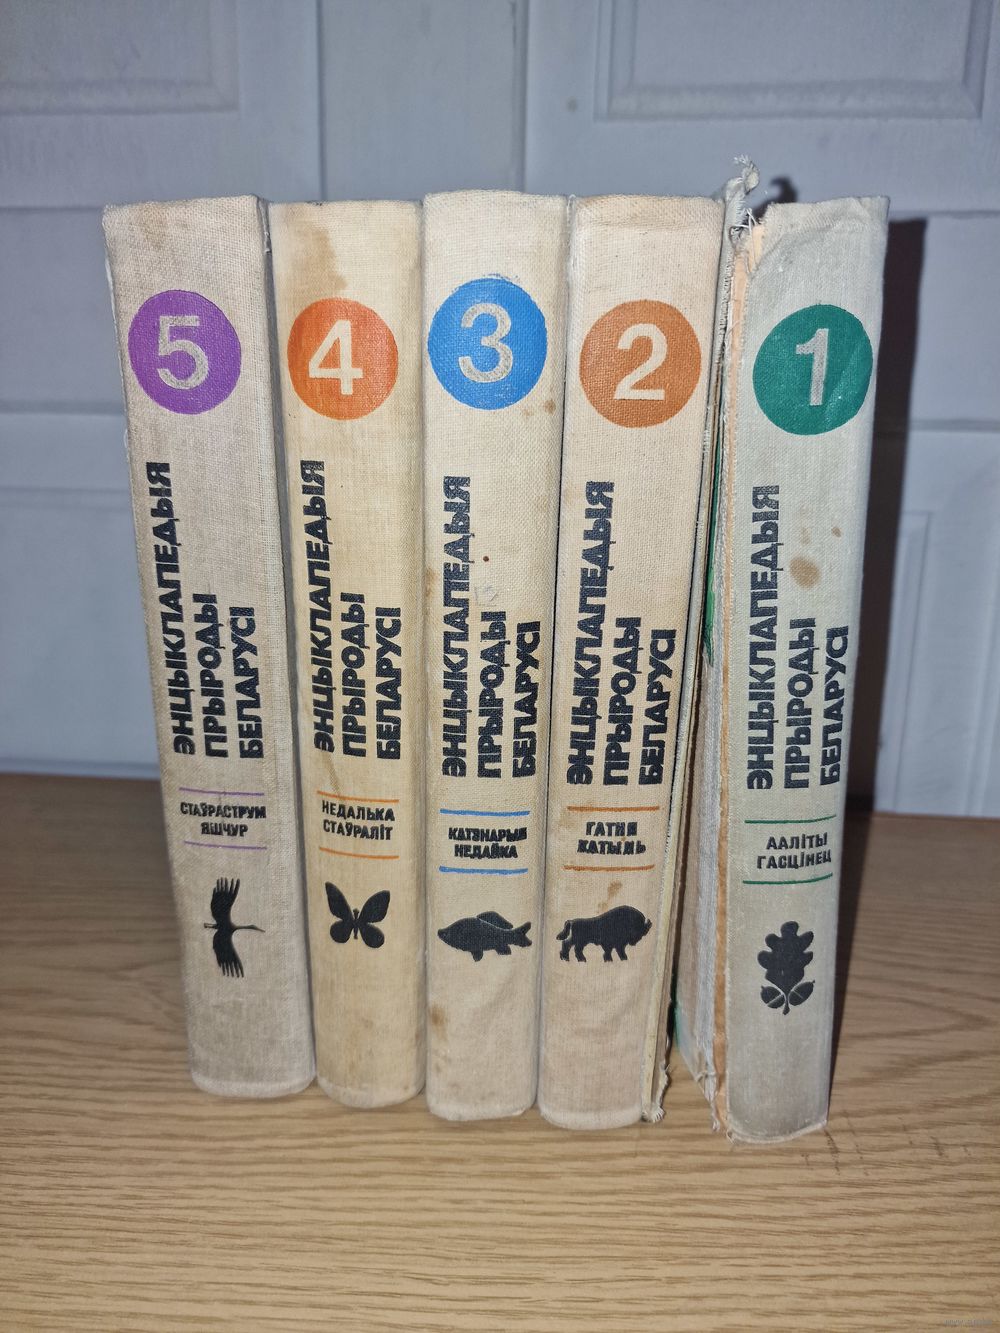 5
ЭНЦЫКЛАПЕДЫЯ
ПРЫРОДЫ
БЕЛАРУСІ
СТАЎРАСТРУМ
ЯШЧУР
4
ЭНЦЫКЛАПЕДЫЯ
ПРЫРОДЫ
БЕЛАРУСІ
НЕДАЛЬКА
СТАЎРАЛІТ
3
ЭНЦЫКЛАПЕДЫЯ
ПРЫРОДЫ
БЕЛАРУСІ
КАТЭНАРЫЯ
НЕДАЙКА
2
ЭНЦЫКЛАПЕДЫЯ
ПРЫРОДЫ
БЕЛАРУСІ
ГАТНЯ
КАТЫНЬ
1
ЭНЦЫКЛАПЕДЫЯ
ПРЫРОДЫ
БЕЛАРУСІ
ААЛІТЫ
ГАСЦІНЕЦ